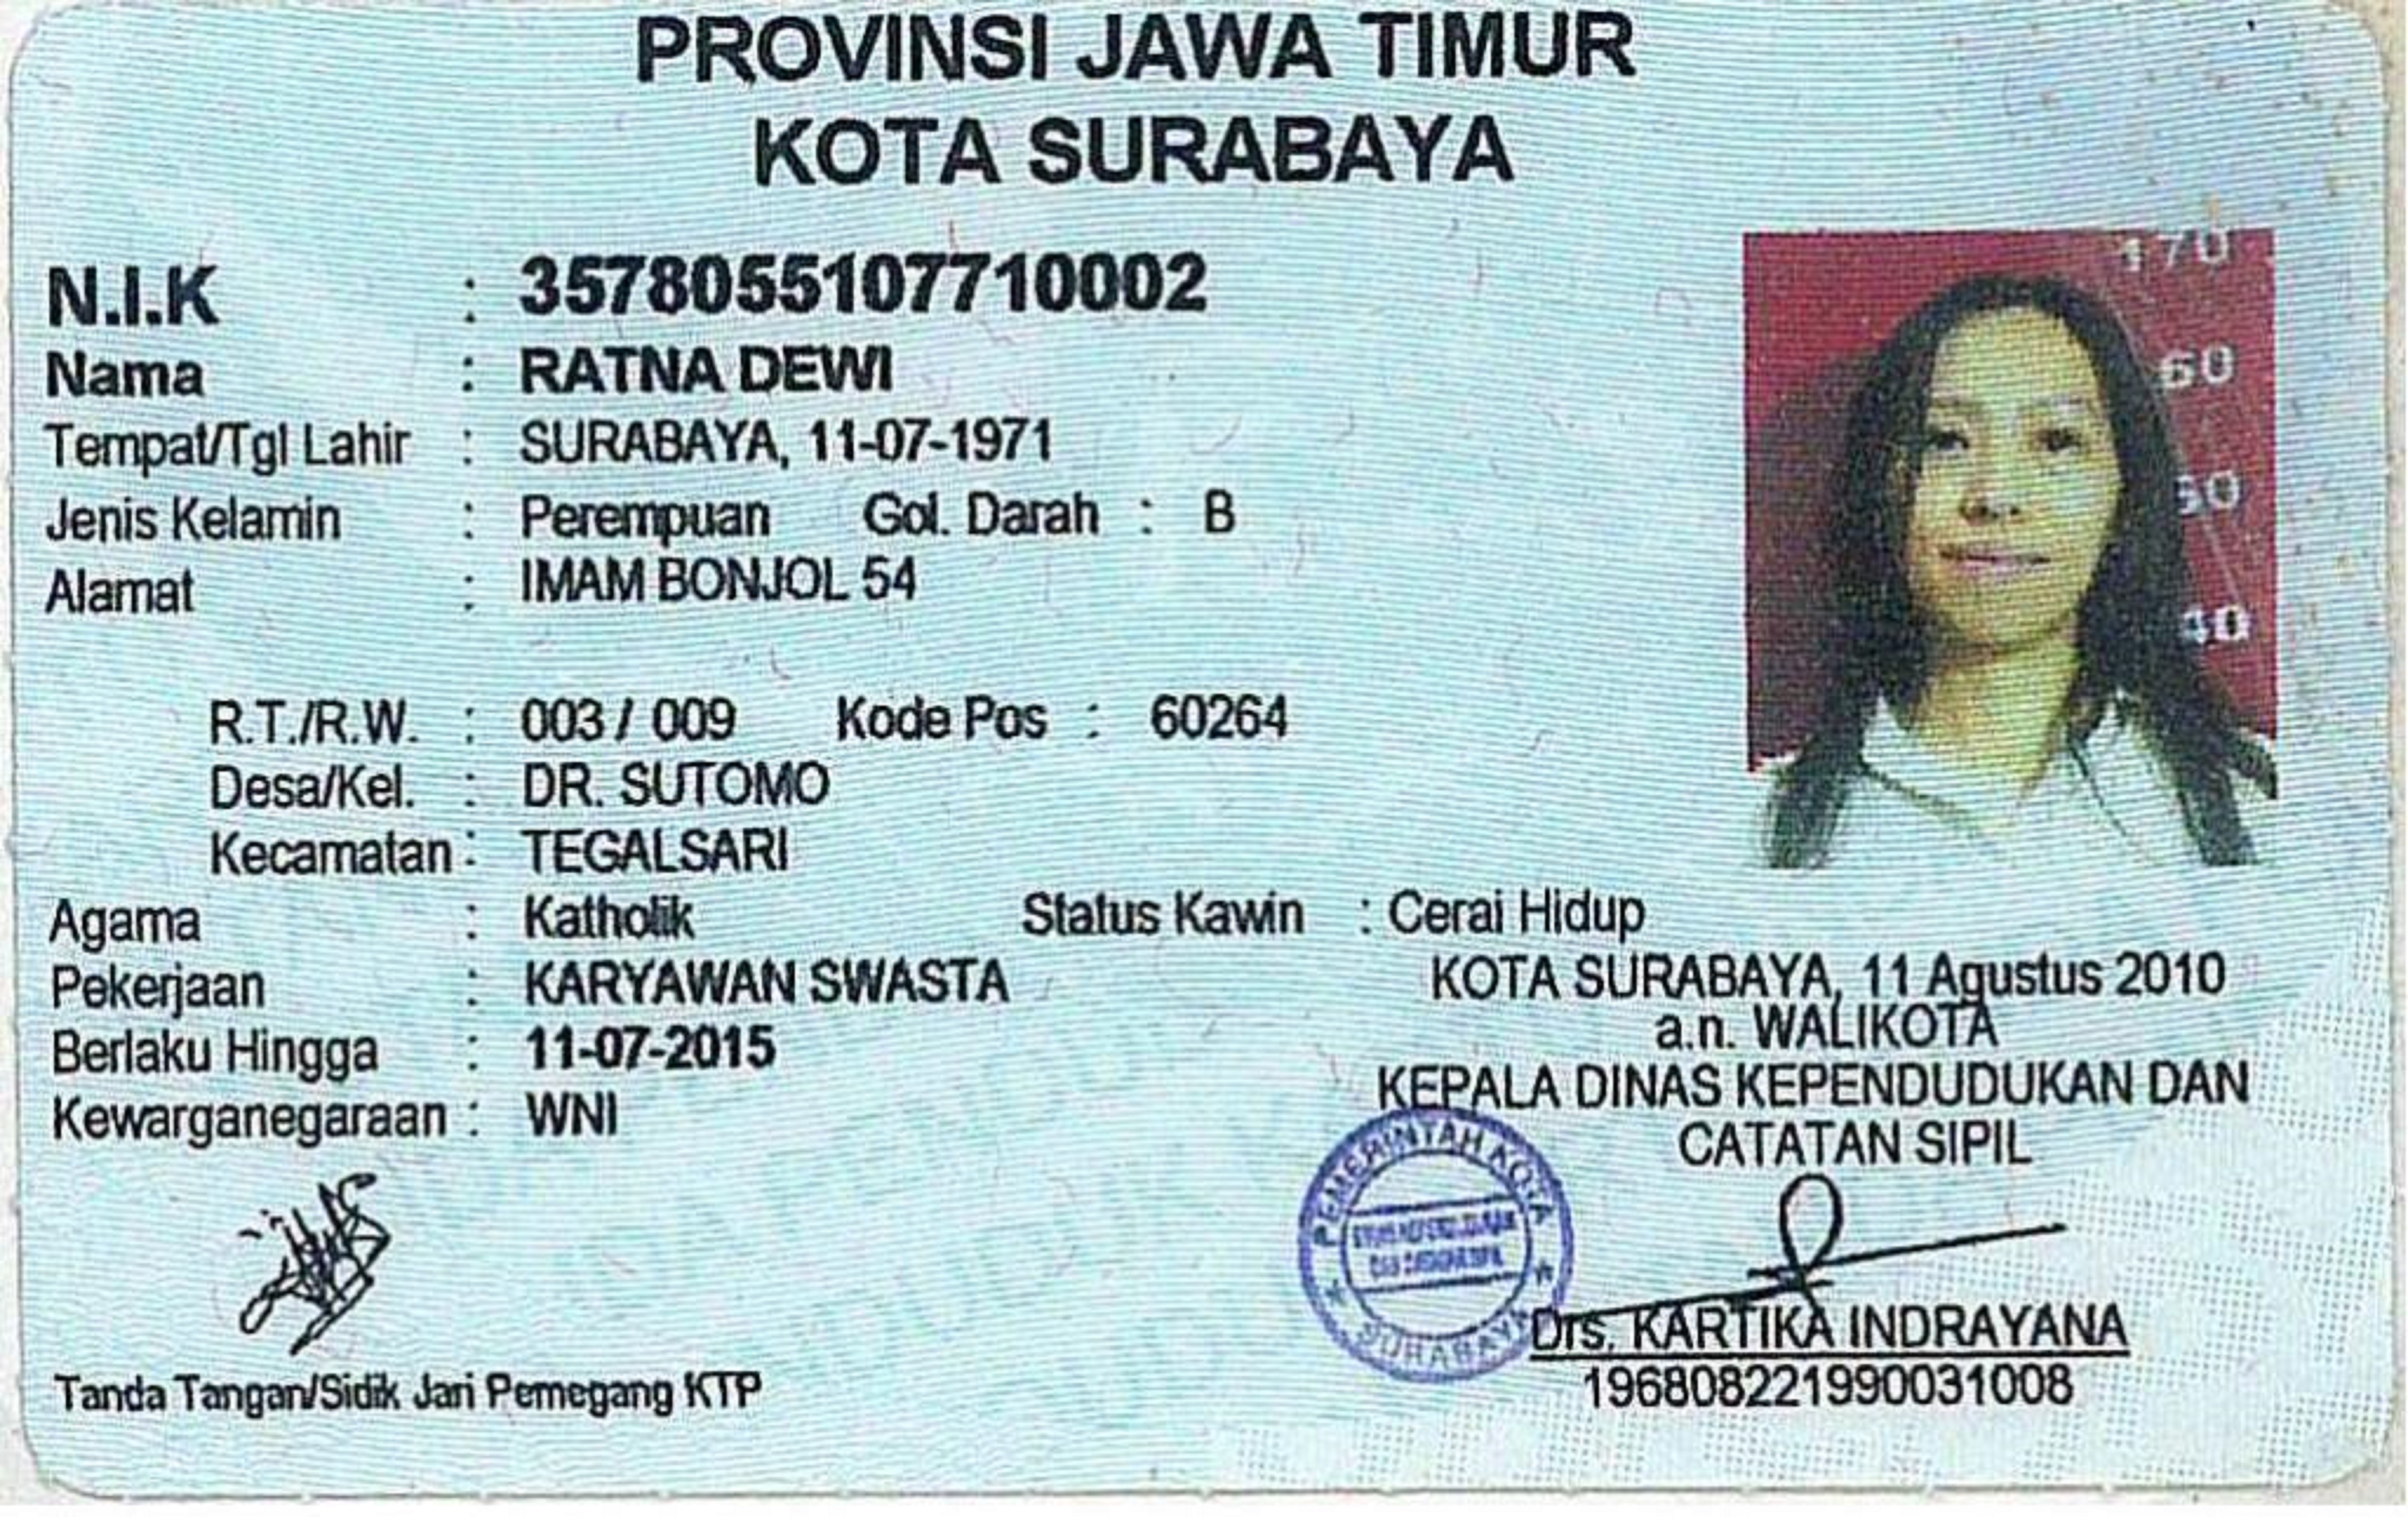 PROVINSI JAWA TIMUR
KOTA SURABAYA
N.I.K : 3578055107710002
Nama : RATNA DEWI
Tempat/Tgl Lahir : SURABAYA, 11-07-1971
Jenis Kelamin : Perempuan Gol. Darah : B
Alamat : IMAM BONJOL 54
R.T./R.W. : 003 / 009 Kode Pos : 60264
Desa/Kel. : DR. SUTOMO
Kecamatan : TEGALSARI
Agama : Katholik Status Kawin : Cerai Hidup
Pekerjaan : KARYAWAN SWASTA
Berlaku Hingga : 11-07-2015
Kewarganegaraan : WNI
KOTA SURABAYA, 11 Agustus 2010
a.n. WALIKOTA
KEPALA DINAS KEPENDUDUKAN DAN
CATATAN SIPIL
PEMERINTAH KOTA
SURABAYA
Drs. KARTIKA INDRAYANA
196808221990031008
Tanda Tangan/Sidik Jari Pemegang KTP
170
60
50
40